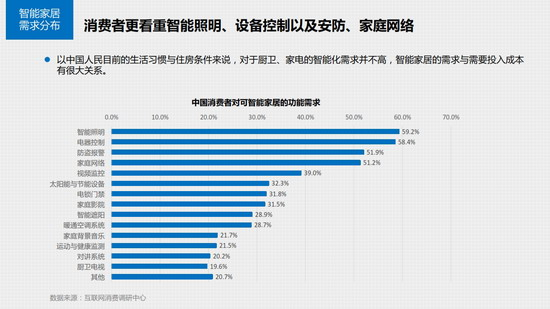 智能家居
需求分布
消费者更看重智能照明、设备控制以及安防、家庭网络
以中国人民目前的生活习惯与住房条件来说，对于厨卫、家电的智能化需求并不高，智能家居的需求与需要投入成本
有很大关系。
中国消费者对可智能家居的功能需求
0.0% 10.0% 20.0% 30.0% 40.0% 50.0% 60.0% 70.0%
智能照明 59.2%
电器控制 58.4%
防盗报警 51.9%
家庭网络 51.2%
视频监控 39.0%
太阳能与节能设备 32.3%
电锁门禁 31.8%
家庭影院 31.5%
智能遮阳 28.9%
暖通空调系统 28.7%
家庭背景音乐 21.7%
运动与健康监测 21.5%
对讲系统 20.2%
厨卫电视 19.6%
其他 20.7%
数据来源：互联网消费调研中心